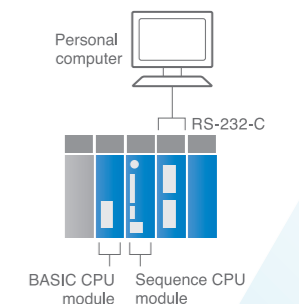 Personal
computer
RS-232-C
BASIC CPU
module
Sequence CPU
module